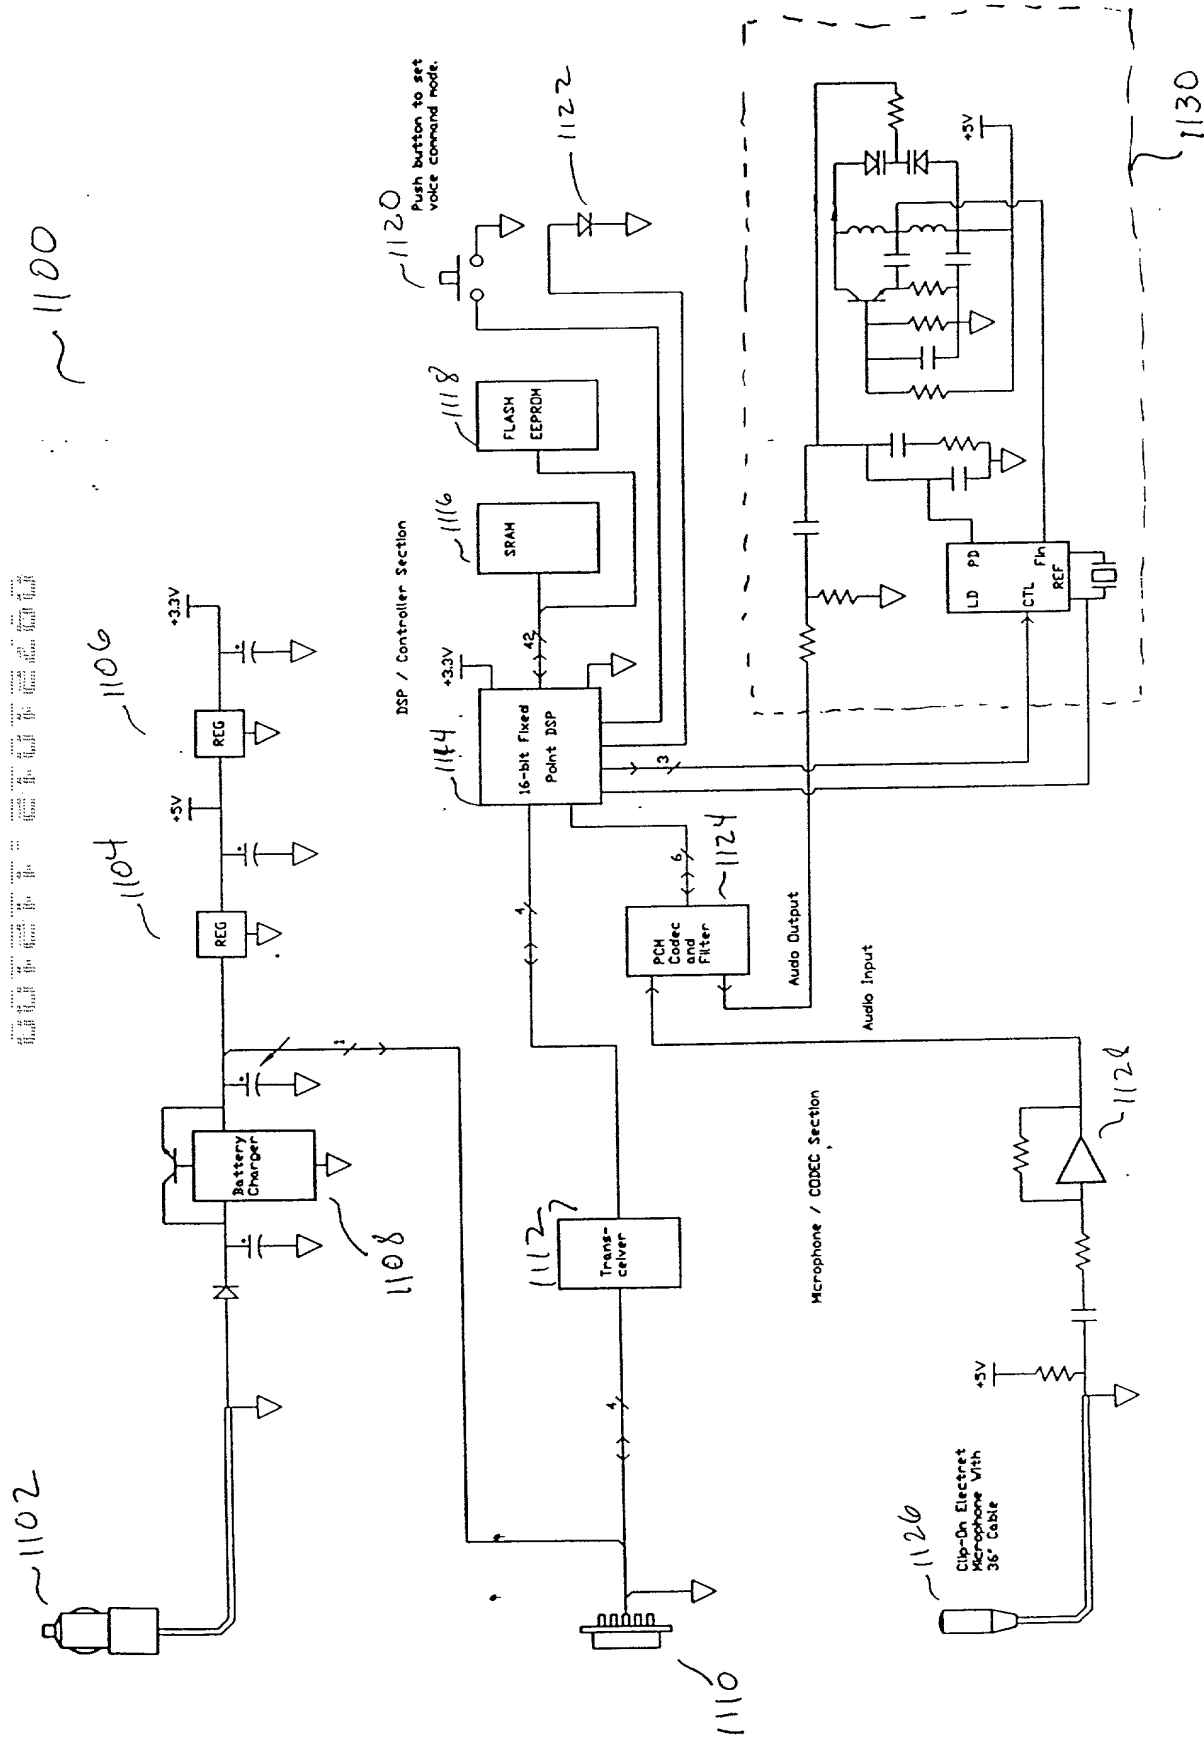 1100
1102
1104
1106
REG
REG
+5V
+3.3V
Battery
Charger
1108
1
DSP / Controller Section
1110
4
1112
Trans-
ceiver
4
1114
16-bit Fixed
Point DSP
+3.3V
42
1116
SRAM
1118
FLASH
EEPROM
1120
Push button to set
voice command mode.
1122
3
6
1124
PCM
Codec
and
Filter
Audio Output
Audio Input
Microphone / CODEC Section
1126
Clip-On Electret
Microphone With
36" Cable
+5V
1128
LD
PD
CTL
Fin
REF
+5V
1130